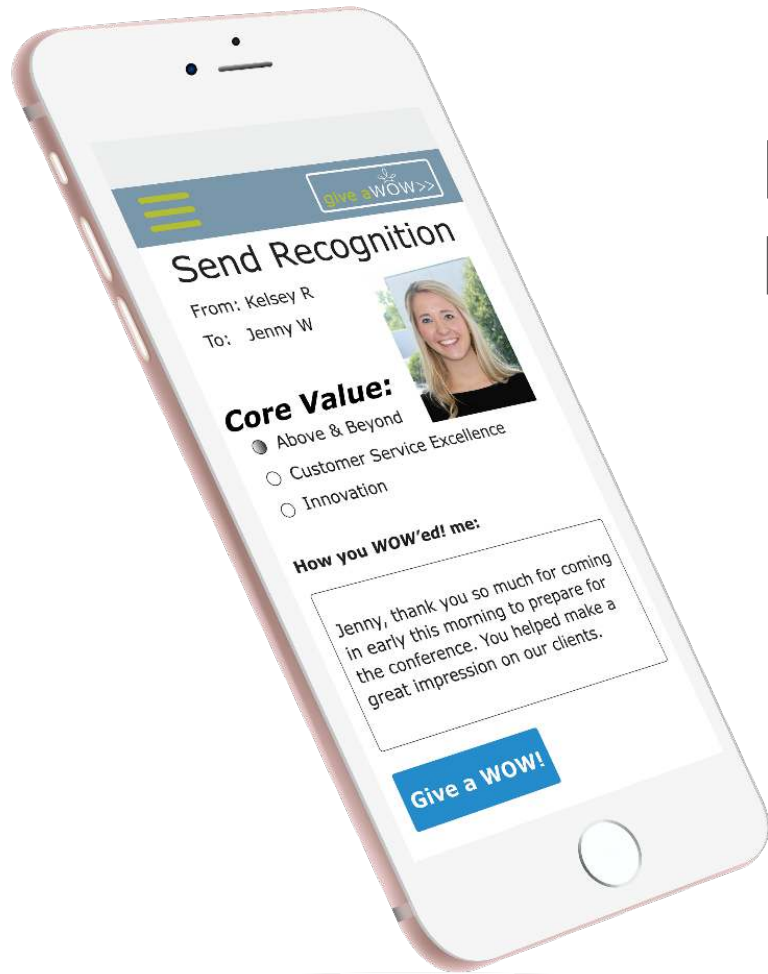 give a WOW>>
Send Recognition
From: Kelsey R
To: Jenny W
Core Value:
Above & Beyond
Customer Service Excellence
Innovation
How you WOW'ed! me:
Jenny, thank you so much for coming
in early this morning to prepare for
the conference. You helped make a
great impression on our clients.
Give a WOW!